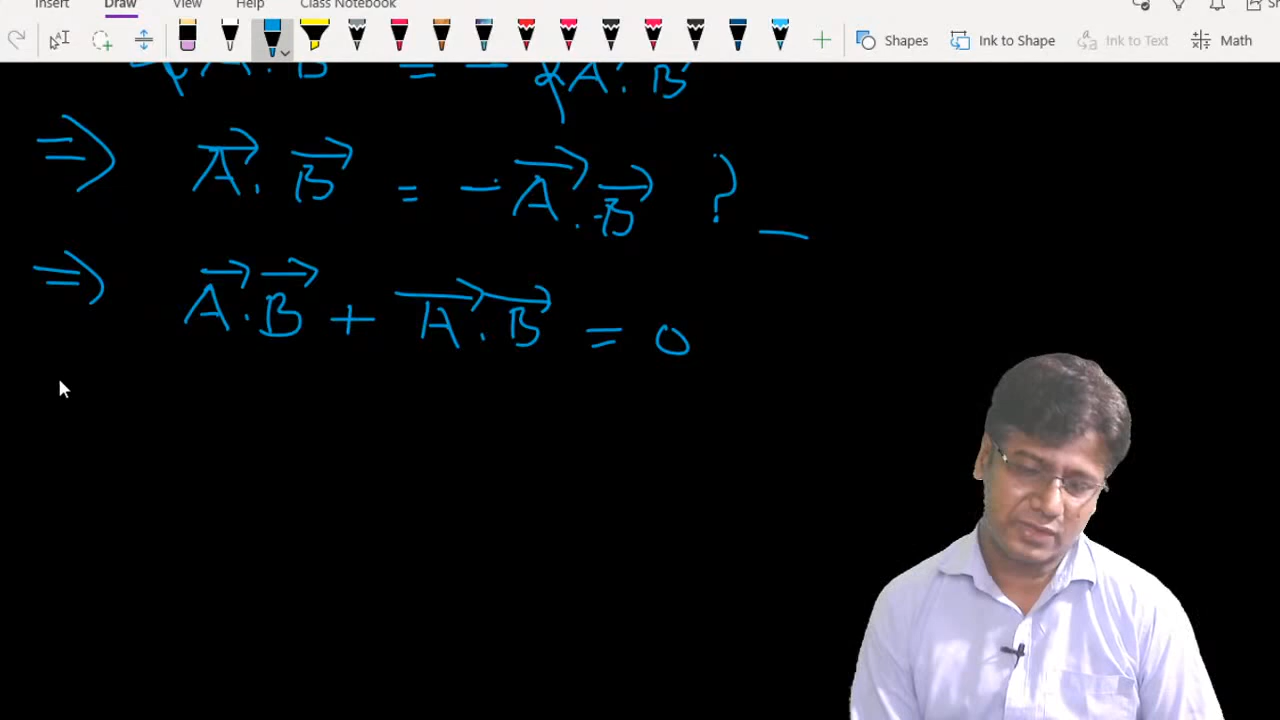 Insert Draw View Help Class Notebook
Shapes Ink to Shape Ink to Text Math
⇒ A⃗ . B⃗ = - A⃗ . B⃗ ?
⇒ A⃗ . B⃗ + A⃗ . B⃗ = 0